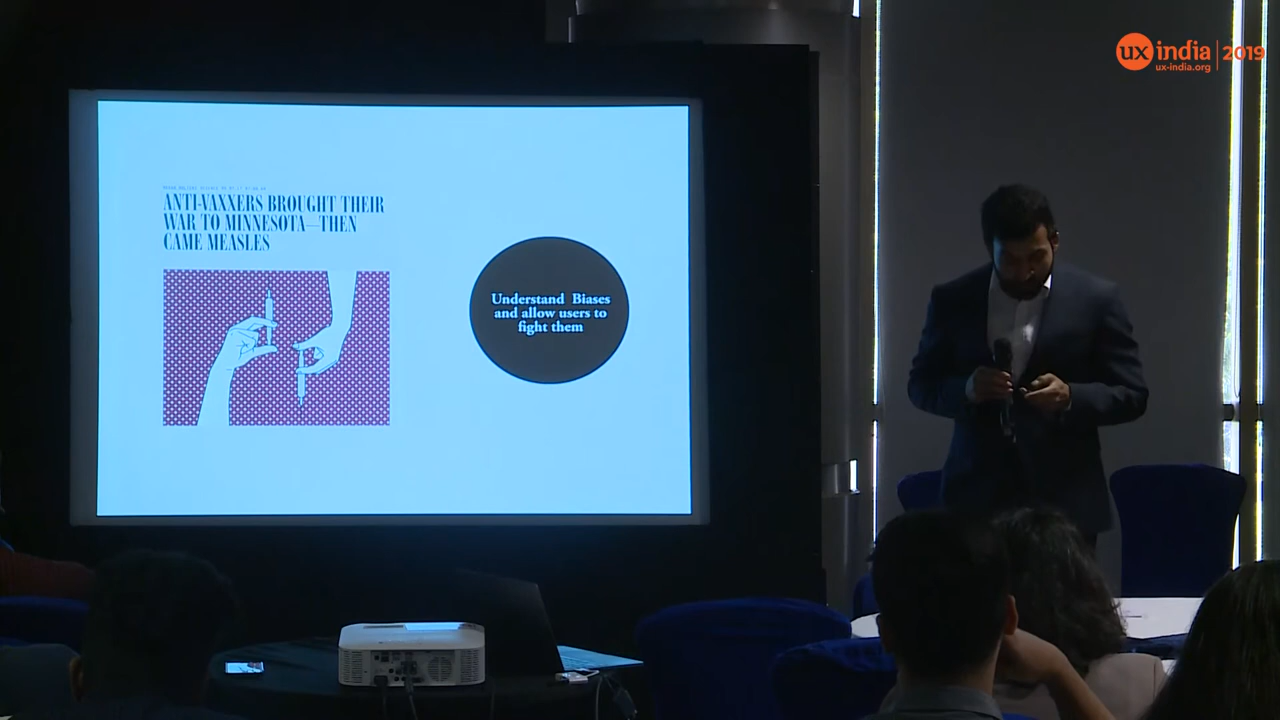 ANTI-VAXXERS BROUGHT THEIR
WAR TO MINNESOTA—THEN
CAME MEASLES
Understand Biases
and allow users to
fight them
ux india 2019
ux-india.org